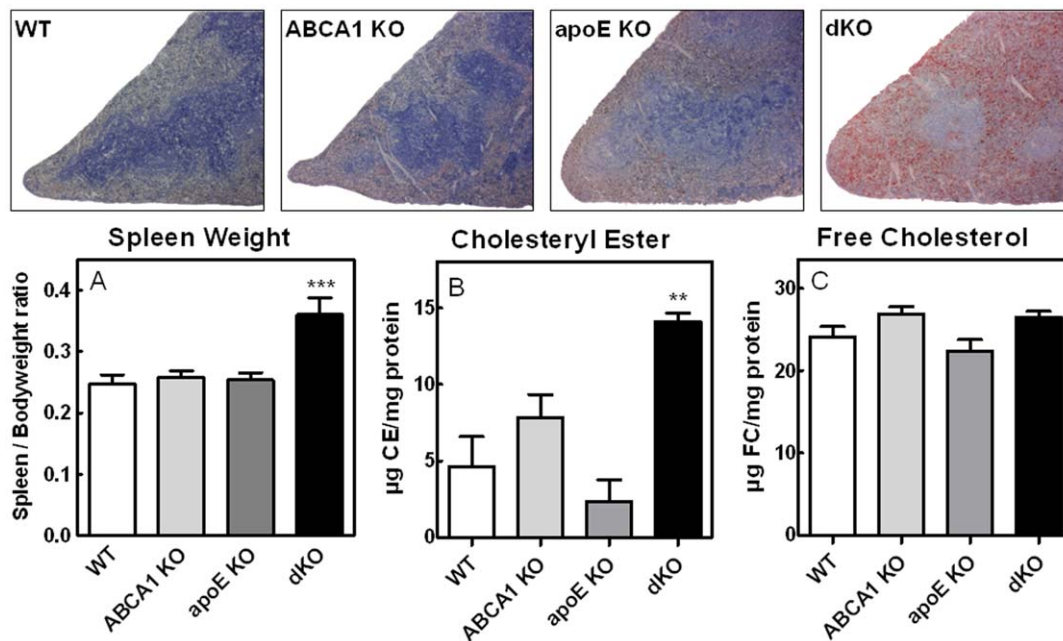 WT
ABCA1 KO
apoE KO
dKO
Spleen Weight
A
Spleen / Bodyweight ratio
0.4
0.3
0.2
0.1
0.0
***
WT
ABCA1 KO
apoE KO
dKO
Cholesteryl Ester
B
µg CE/mg protein
15
10
5
0
**
WT
ABCA1 KO
apoE KO
dKO
Free Cholesterol
C
µg FC/mg protein
30
20
10
0
WT
ABCA1 KO
apoE KO
dKO